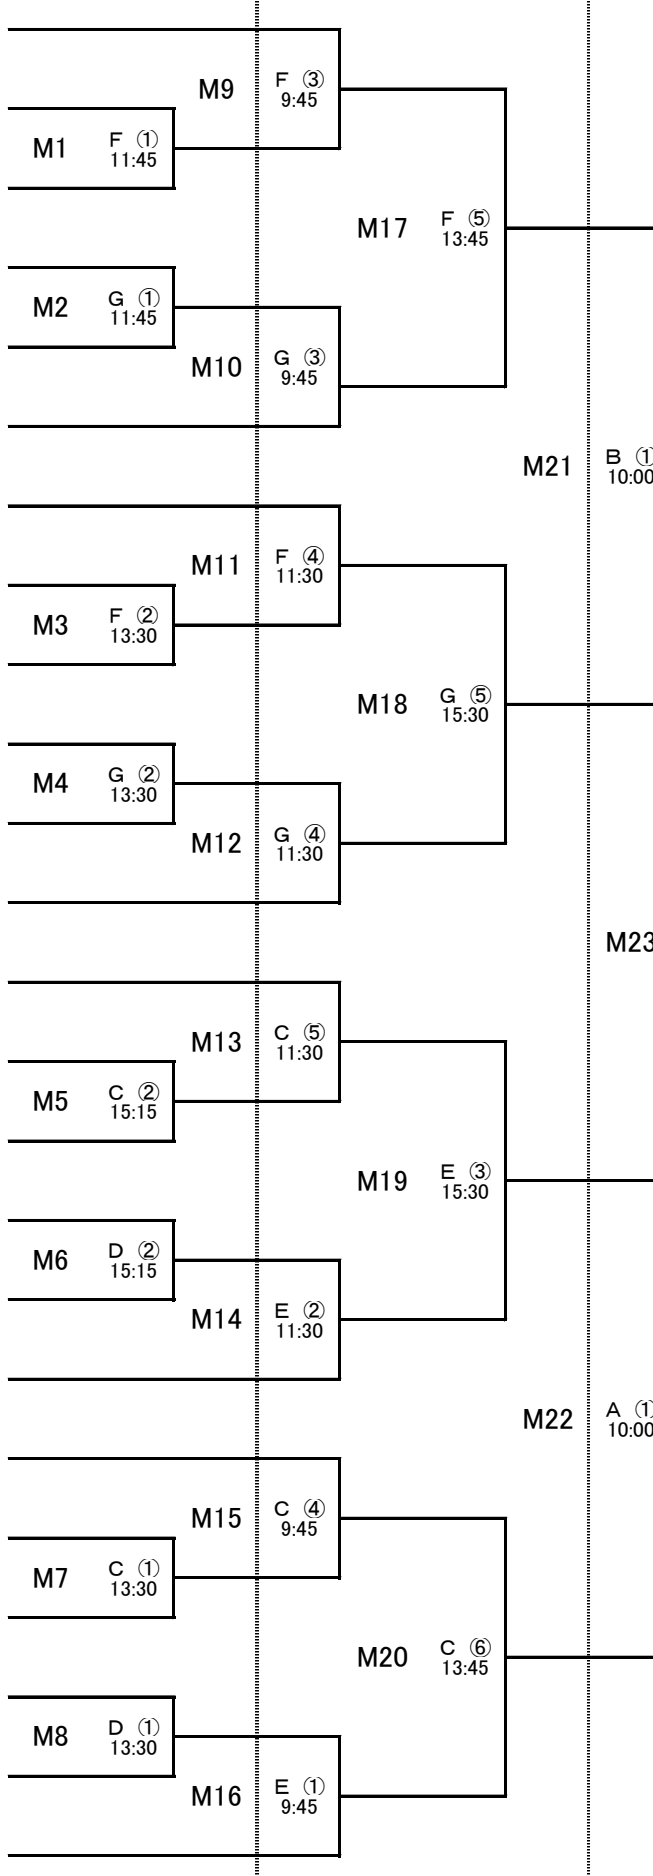 M9
F ③
9:45
M1
F ①
11:45
M17
F ⑤
13:45
M2
G ①
11:45
M10
G ③
9:45
M21
B ①
10:00
M11
F ④
11:30
M3
F ②
13:30
M18
G ⑤
15:30
M4
G ②
13:30
M12
G ④
11:30
M23
M13
C ⑤
11:30
M5
C ②
15:15
M19
E ③
15:30
M6
D ②
15:15
M14
E ②
11:30
M22
A ①
10:00
M15
C ④
9:45
M7
C ①
13:30
M20
C ⑥
13:45
M8
D ①
13:30
M16
E ①
9:45